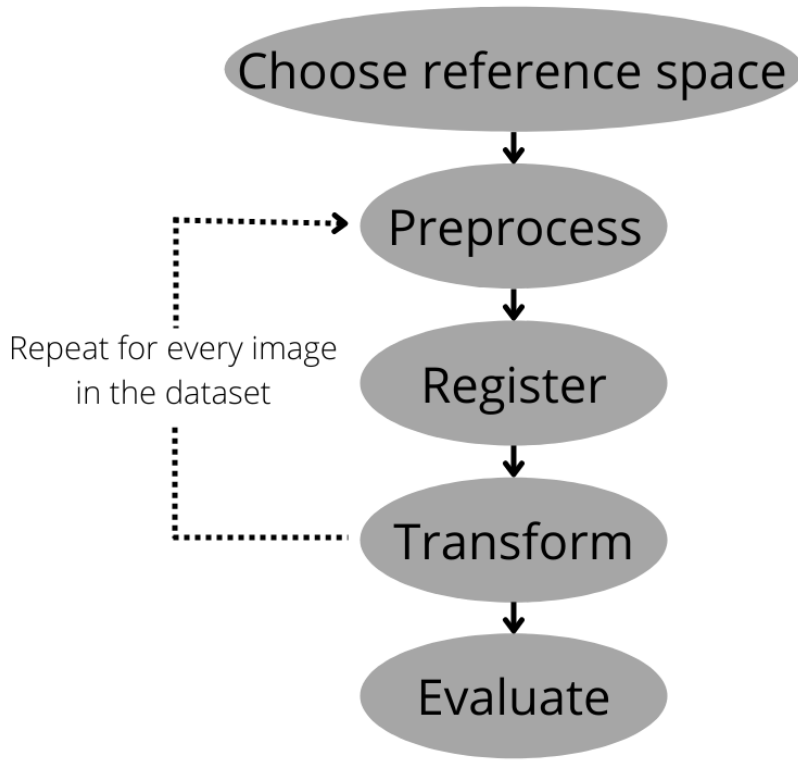 Choose reference space
Preprocess
Repeat for every image
in the dataset
Register
Transform
Evaluate